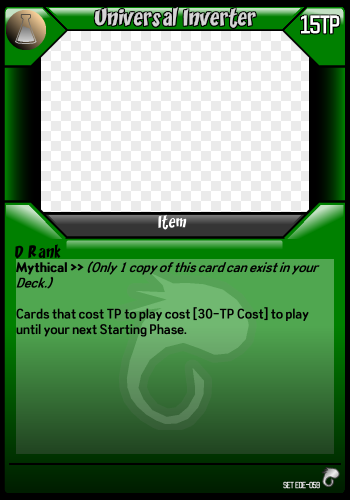 Universal Inverter
15TP
Item
D Rank
Mythical >> (Only 1 copy of this card can exist in your
Deck.)
Cards that cost TP to play cost [30-TP Cost] to play
until your next Starting Phase.
SET EOE-059